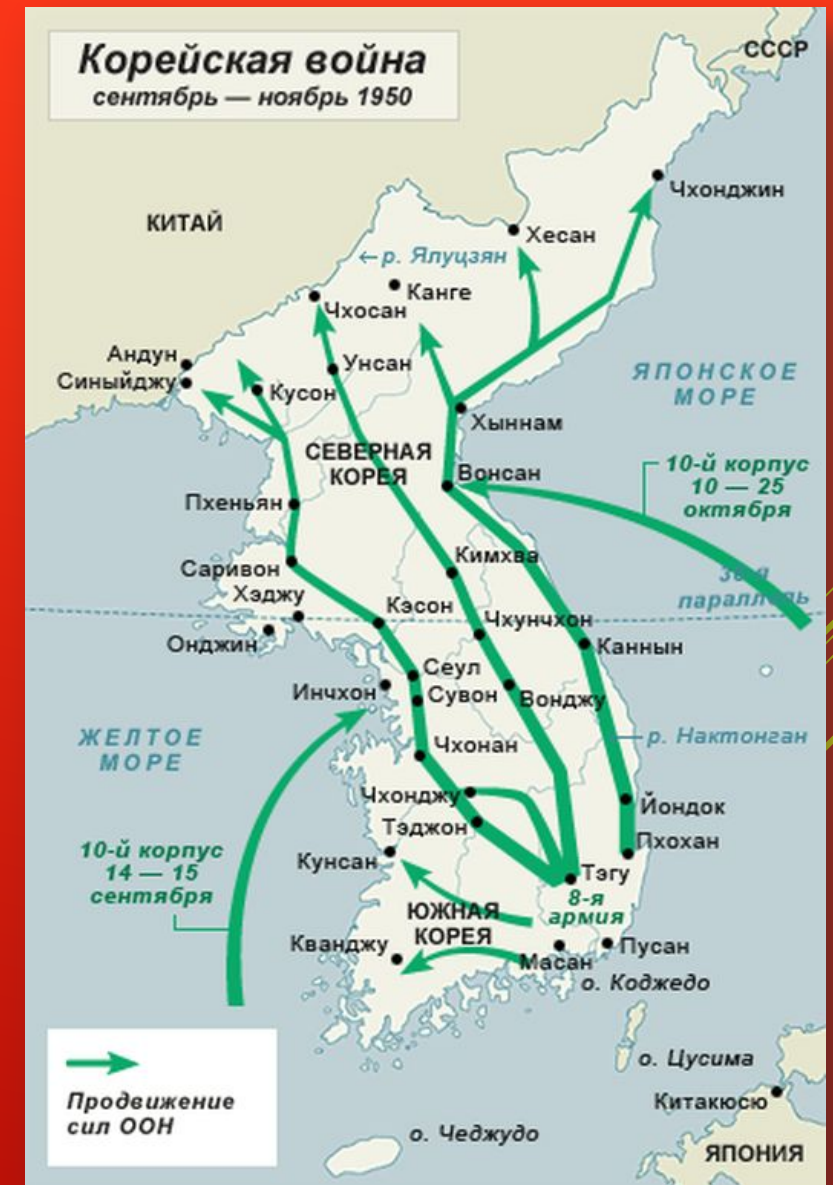 Корейская война
сентябрь — ноябрь 1950
СССР
КИТАЙ
Чхонджин
Хесан
← р. Ялуцзян
Канге
Чхосан
Андун
Синыйджу
Унсан
Кусон
ЯПОНСКОЕ
МОРЕ
Хыннам
СЕВЕРНАЯ
КОРЕЯ
Вонсан
10-й корпус
10 — 25
октября
Пхеньян
Саривон
Кимхва
Хэджу
38-я
параллель
Кэсон
Чхунчхон
Онджин
Каннын
Сеул
Инчхон
Сувон
Вонджу
ЖЕЛТОЕ
МОРЕ
р. Нактонган
Чхонан
Чхонджу
Йондок
Тэджон
Пхохан
10-й корпус
14 — 15
сентября
Кунсан
Тэгу
8-я
армия
ЮЖНАЯ
КОРЕЯ
Кванджу
Масан
Пусан
о. Коджедо
Продвижение
сил ООН
о. Цусима
Китакюсю
о. Чеджудо
ЯПОНИЯ